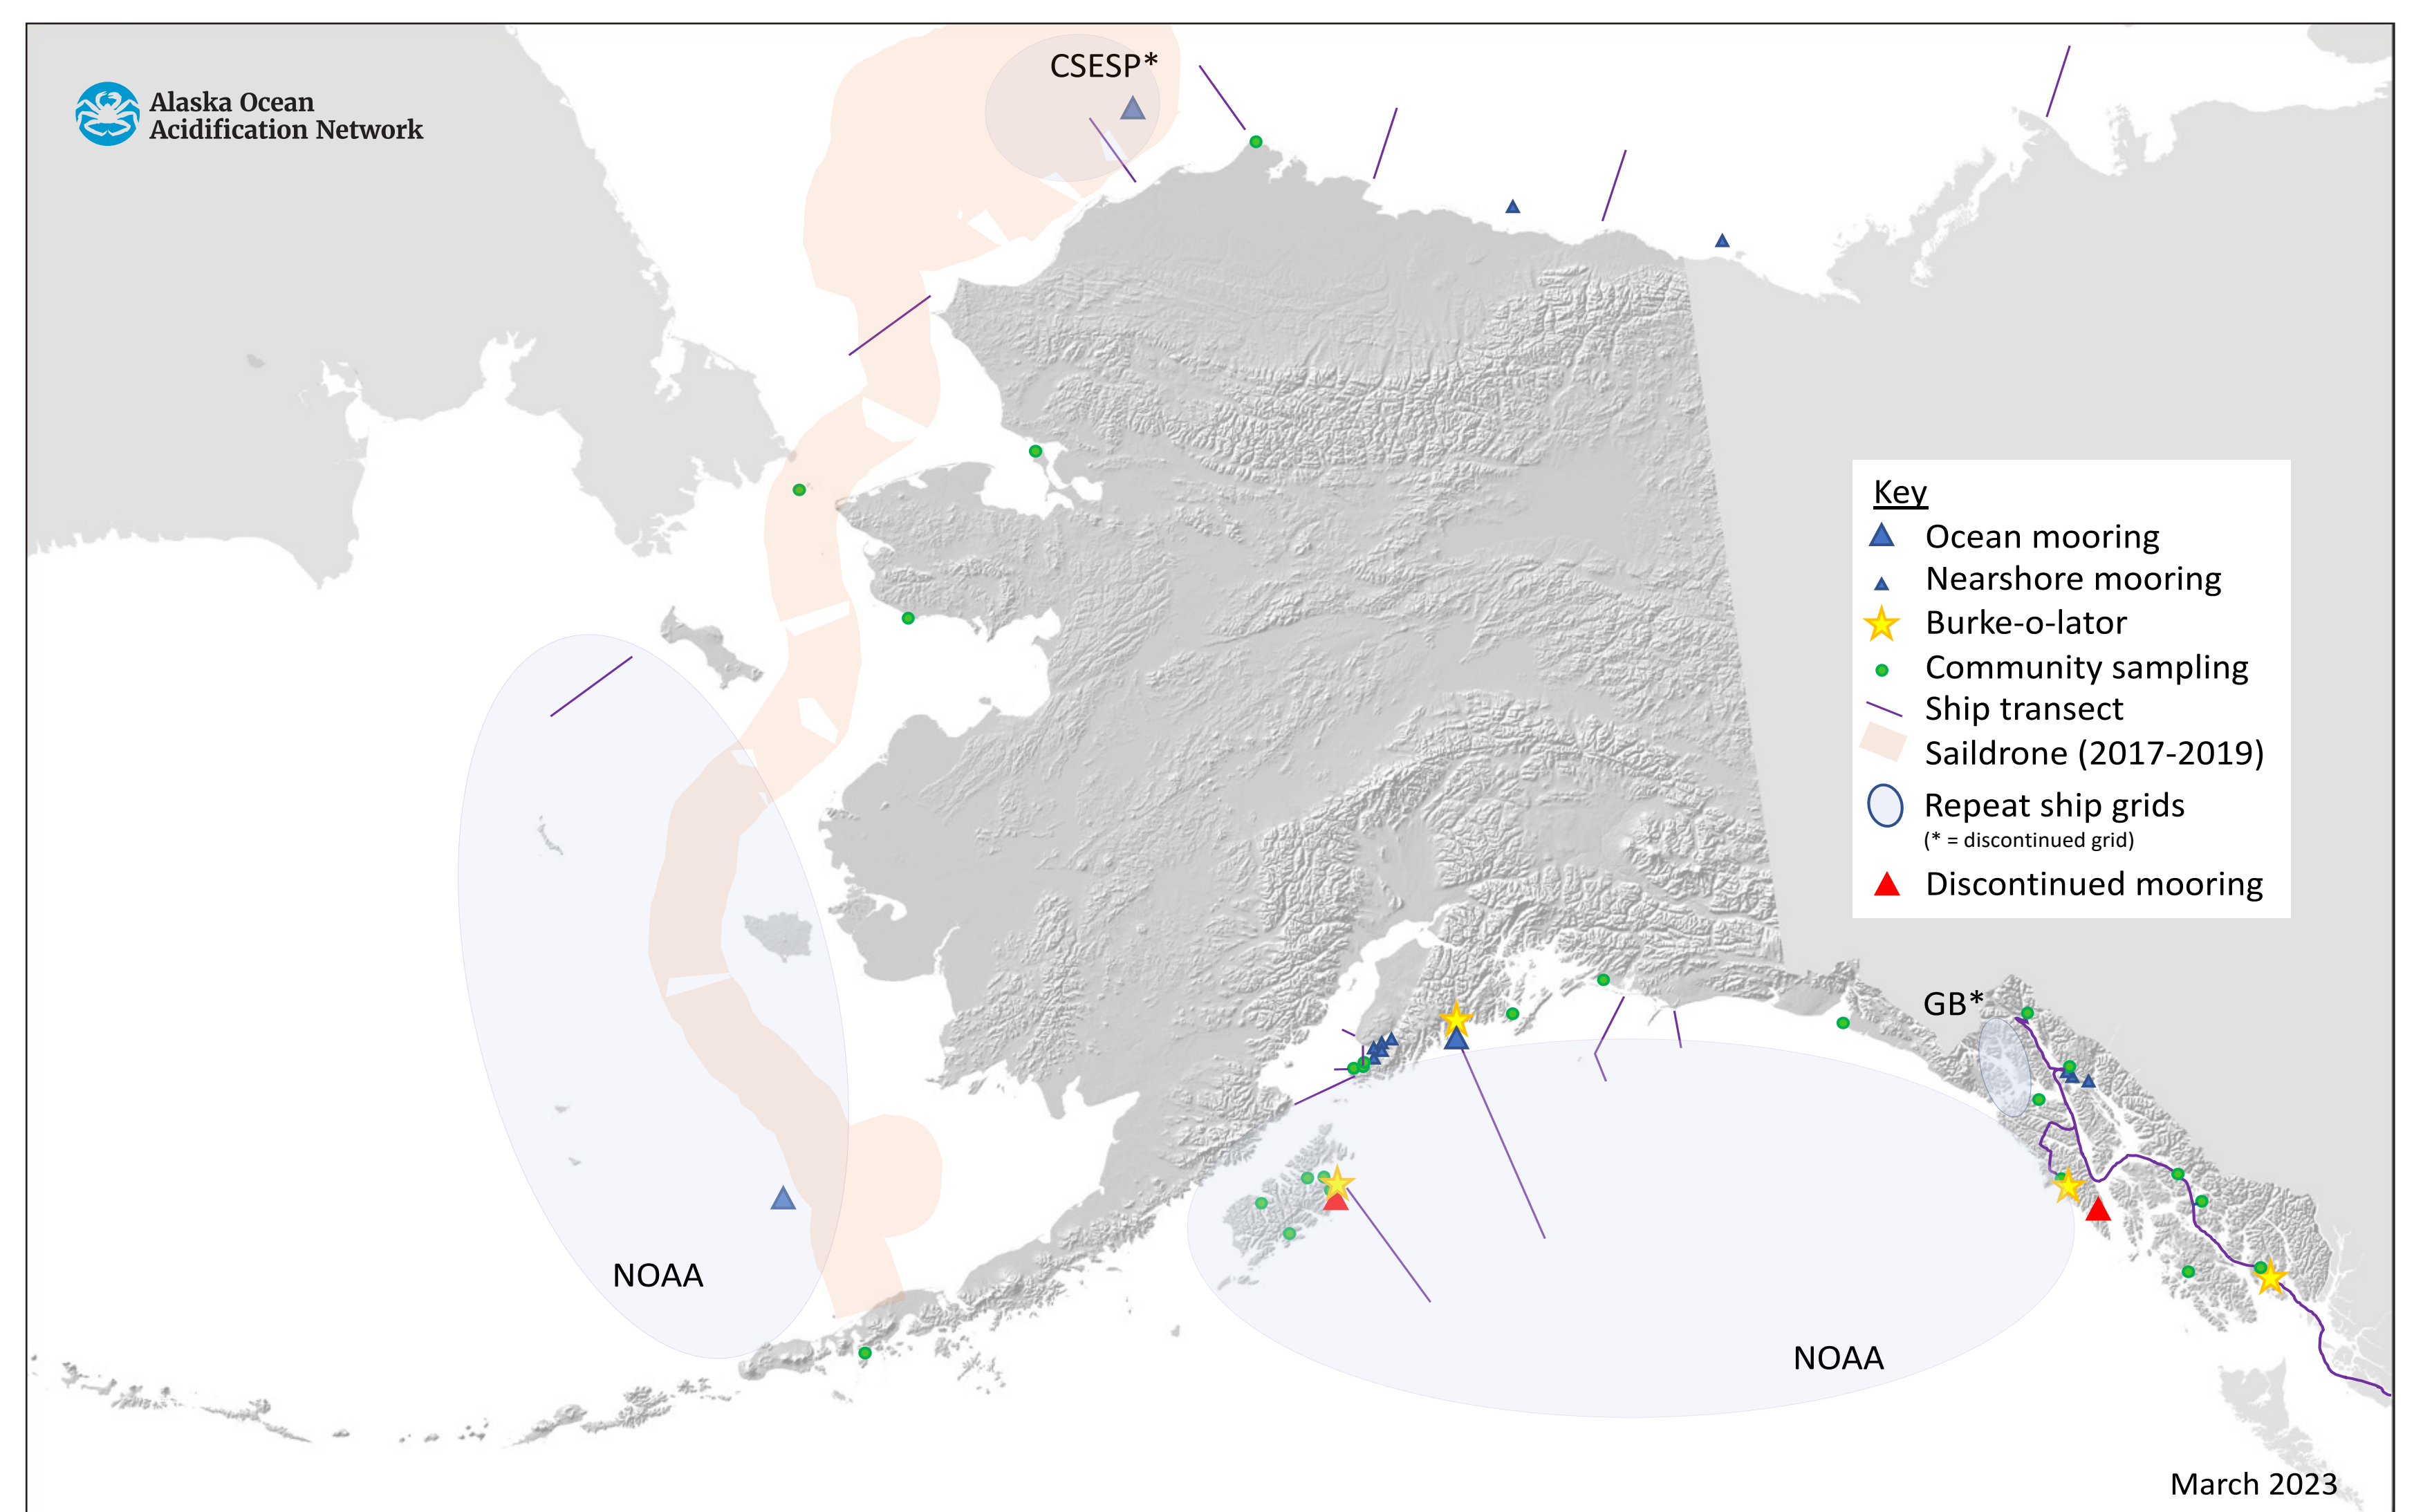 CSESP*
Alaska Ocean
Acidification Network
Key
Ocean mooring
Nearshore mooring
Burke-o-lator
Community sampling
Ship transect
Saildrone (2017-2019)
Repeat ship grids
(* = discontinued grid)
Discontinued mooring
GB*
NOAA
NOAA
March 2023